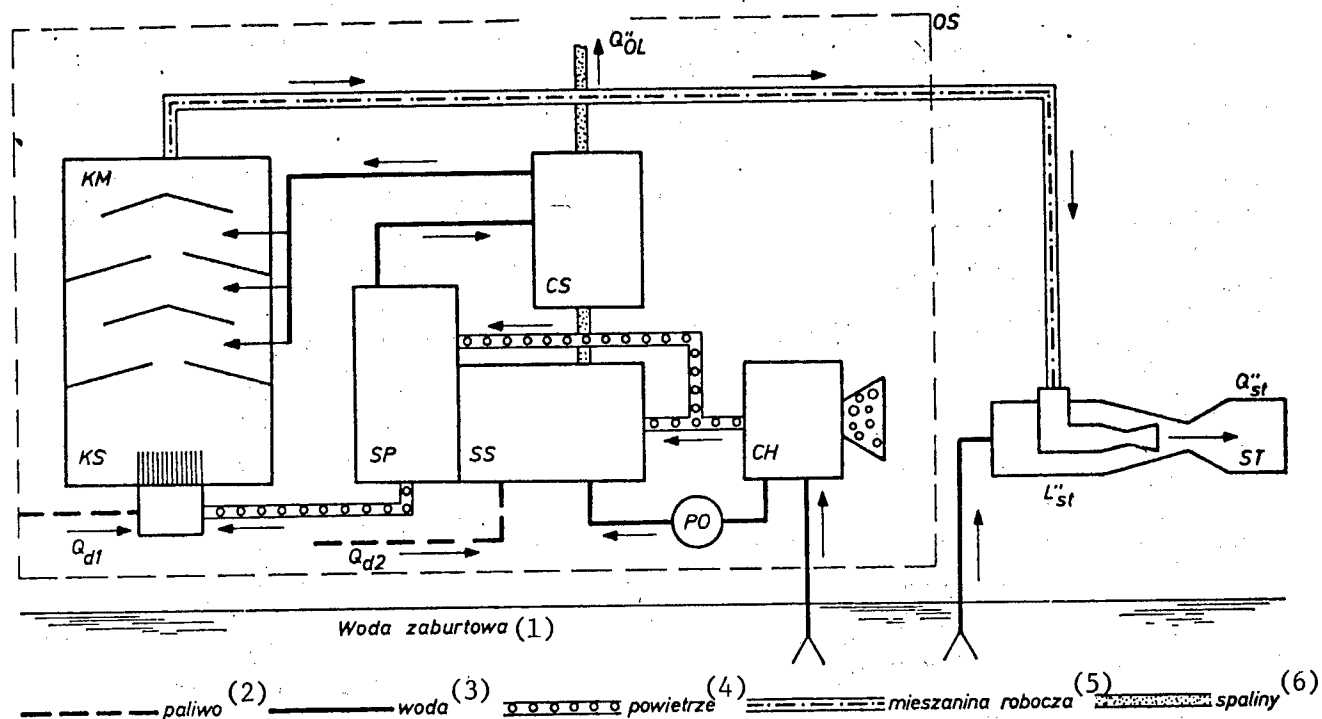 OS
Q"OL
KM
CS
KS
SP
SS
CH
PO
Q"st
ST
L"st
Qd1
Qd2
Woda zaburtowa (1)
paliwo (2) woda (3) powietrze (4) mieszanina robocza (5) spaliny (6)